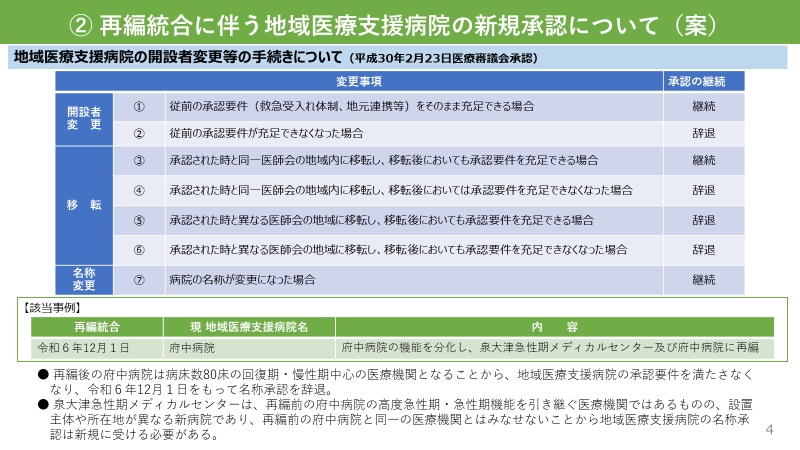 ② 再編統合に伴う地域医療支援病院の新規承認について（案）
地域医療支援病院の開設者変更等の手続きについて（平成30年2月23日医療審議会承認）
変更事項 承認の継続
開設者
変　更
① 従前の承認要件（救急受入れ体制、地元連携等）をそのまま充足できる場合 継続
② 従前の承認要件が充足できなくなった場合 辞退
移　転
③ 承認された時と同一医師会の地域内に移転し、移転後においても承認要件を充足できる場合 継続
④ 承認された時と同一医師会の地域内に移転し、移転後においては承認要件を充足できなくなった場合 辞退
⑤ 承認された時と異なる医師会の地域に移転し、移転後においても承認要件を充足できる場合 辞退
⑥ 承認された時と異なる医師会の地域に移転し、移転後においても承認要件を充足できなくなった場合 辞退
名称
変更
⑦ 病院の名称が変更になった場合 継続
【該当事例】
再編統合 現 地域医療支援病院名 内　　容
令和６年12月１日 府中病院 府中病院の機能を分化し、泉大津急性期メディカルセンター及び府中病院に再編
● 再編後の府中病院は病床数80床の回復期・慢性期中心の医療機関となることから、地域医療支援病院の承認要件を満たさなく
なり、令和６年12月１日をもって名称承認を辞退。
● 泉大津急性期メディカルセンターは、再編前の府中病院の高度急性期・急性期機能を引き継ぐ医療機関ではあるものの、設置
主体や所在地が異なる新病院であり、再編前の府中病院と同一の医療機関とはみなせないことから地域医療支援病院の名称承
認は新規に受ける必要がある。
4